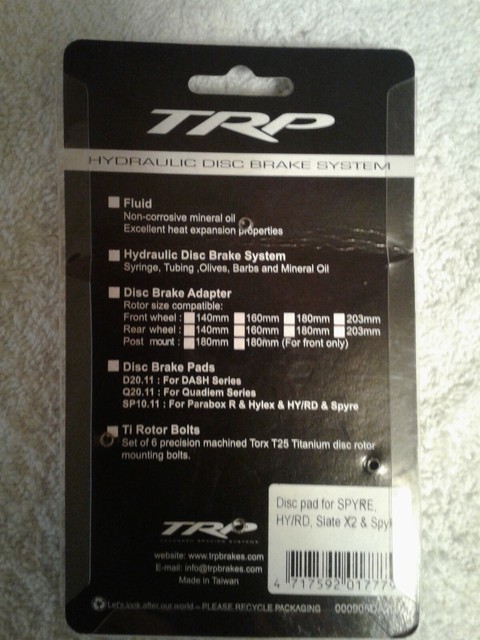 TRP
HYDRAULIC DISC BRAKE SYSTEM
Fluid
Non-corrosive mineral oil
Excellent heat expansion properties
Hydraulic Disc Brake System
Syringe, Tubing ,Olives, Barbs and Mineral Oil
Disc Brake Adapter
Rotor size compatible:
Front wheel : 140mm 160mm 180mm 203mm
Rear wheel : 140mm 160mm 180mm 203mm
Post mount : 180mm 180mm (For front only)
Disc Brake Pads
D20.11 : For DASH Series
Q20.11 : For Quadiem Series
SP10.11 : For Parabox R & Hylex & HY/RD & Spyre
Ti Rotor Bolts
Set of 6 precision machined Torx T25 Titanium disc rotor
mounting bolts.
Disc pad for SPYRE,
HY/RD, Slate X2 & Spyk
TRP
website: www.trpbrakes.com
E-mail: info@trpbrakes.com
Made in Taiwan
4 717592 01777
Let's look after our world – PLEASE RECYCLE PACKAGING